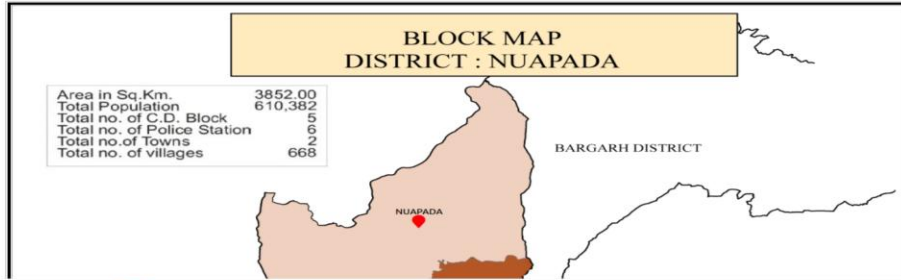 BLOCK MAP
DISTRICT : NUAPADA
Area in Sq.Km. 3852.00
Total Population 610,382
Total no. of C.D. Block 5
Total no. of Police Station 6
Total no.of Towns 2
Total no. of villages 668
BARGARH DISTRICT
NUAPADA